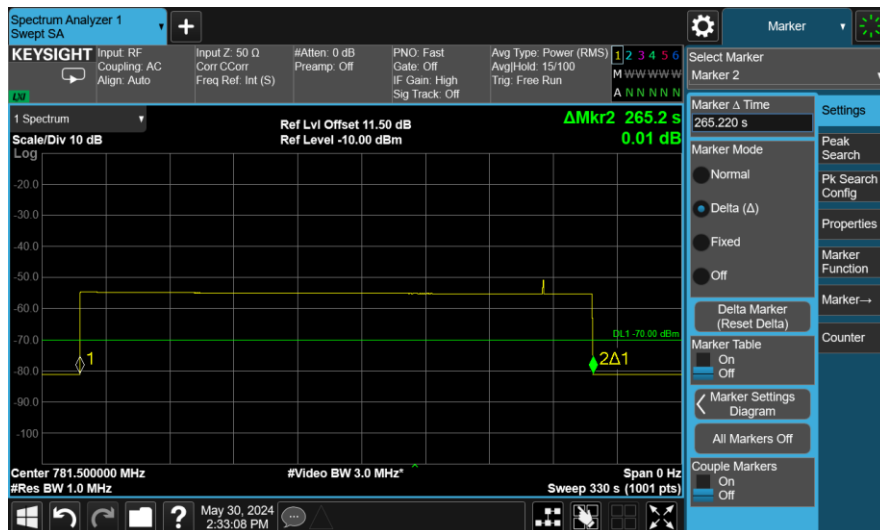 Spectrum Analyzer 1
Swept SA
Marker
KEYSIGHT
Input: RF
Coupling: AC
Align: Auto
Input Z: 50 Ω
Corr CCorr
Freq Ref: Int (S)
#Atten: 0 dB
Preamp: Off
PNO: Fast
Gate: Off
IF Gain: High
Sig Track: Off
Avg Type: Power (RMS)
Avg|Hold: 15/100
Trig: Free Run
1 2 3 4 5 6
M W W W W W
A N N N N N
LXI
Select Marker
Marker 2
1 Spectrum
Scale/Div 10 dB
Log
Ref Lvl Offset 11.50 dB
Ref Level -10.00 dBm
ΔMkr2 265.2 s
0.01 dB
-20.0
-30.0
-40.0
-50.0
-60.0
-70.0
-80.0
-90.0
-100
DL1 -70.00 dBm
1
2Δ1
Center 781.500000 MHz
#Res BW 1.0 MHz
#Video BW 3.0 MHz*
Span 0 Hz
Sweep 330 s (1001 pts)
Marker Δ Time
265.220 s
Marker Mode
Normal
Delta (Δ)
Fixed
Off
Delta Marker
(Reset Delta)
Marker Table
On
Off
Marker Settings
Diagram
All Markers Off
Couple Markers
On
Off
Settings
Peak
Search
Pk Search
Config
Properties
Marker
Function
Marker→
Counter
May 30, 2024
2:33:08 PM